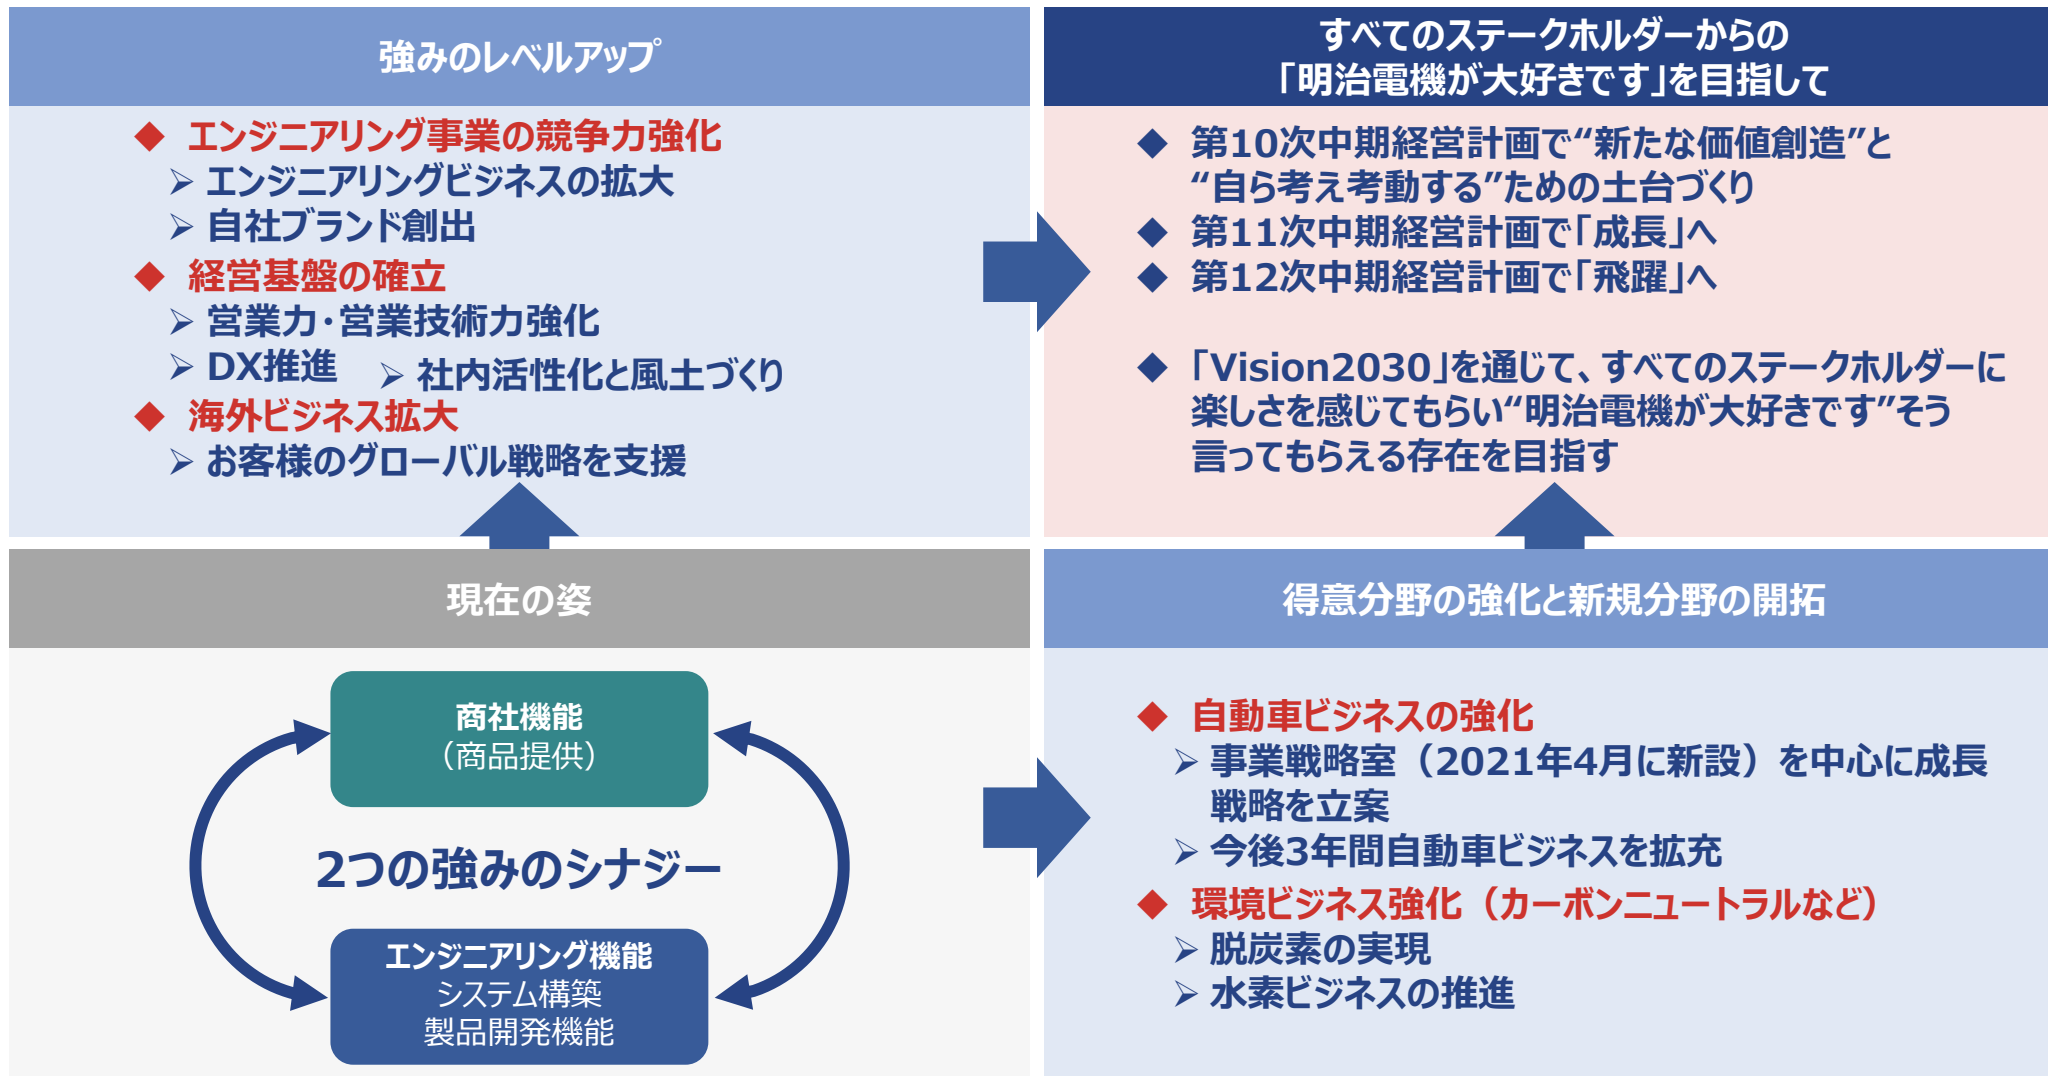 強みのレベルアップ
◆ エンジニアリング事業の競争力強化
➢ エンジニアリングビジネスの拡大
➢ 自社ブランド創出
◆ 経営基盤の確立
➢ 営業力・営業技術力強化
➢ DX推進 ➢ 社内活性化と風土づくり
◆ 海外ビジネス拡大
➢ お客様のグローバル戦略を支援
すべてのステークホルダーからの
「明治電機が大好きです」を目指して
◆ 第10次中期経営計画で“新たな価値創造”と
“自ら考え考動する”ための土台づくり
◆ 第11次中期経営計画で「成長」へ
◆ 第12次中期経営計画で「飛躍」へ
◆ 「Vision2030」を通じて、すべてのステークホルダーに
楽しさを感じてもらい“明治電機が大好きです”そう
言ってもらえる存在を目指す
現在の姿
商社機能
（商品提供）
2つの強みのシナジー
エンジニアリング機能
システム構築
製品開発機能
得意分野の強化と新規分野の開拓
◆ 自動車ビジネスの強化
➢ 事業戦略室（2021年4月に新設）を中心に成長
戦略を立案
➢ 今後3年間自動車ビジネスを拡充
◆ 環境ビジネス強化（カーボンニュートラルなど）
➢ 脱炭素の実現
➢ 水素ビジネスの推進